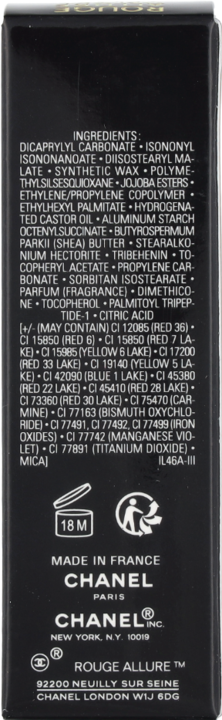 ROUGE
INGREDIENTS:
DICAPRYLYL CARBONATE • ISONONYL
ISONONANOATE • DIISOSTEARYL MA-
LATE • SYNTHETIC WAX • POLYME-
THYLSILSESQUIOXANE • JOJOBA ESTERS •
ETHYLENE/PROPYLENE COPOLYMER •
ETHYLHEXYL PALMITATE • HYDROGENA-
TED CASTOR OIL • ALUMINUM STARCH
OCTENYLSUCCINATE • BUTYROSPERMUM
PARKII (SHEA) BUTTER • STEARALKO-
NIUM HECTORITE • TRIBEHENIN • TO-
COPHERYL ACETATE • PROPYLENE CAR-
BONATE • SORBITAN ISOSTEARATE •
PARFUM (FRAGRANCE) • DIMETHICO-
NE • TOCOPHEROL • PALMITOYL TRIPEP-
TIDE-1 • CITRIC ACID
[+/- (MAY CONTAIN) CI 12085 (RED 36) •
CI 15850 (RED 6) • CI 15850 (RED 7 LA-
KE) • CI 15985 (YELLOW 6 LAKE) • CI 17200
(RED 33 LAKE) • CI 19140 (YELLOW 5 LA-
KE) • CI 42090 (BLUE 1 LAKE) • CI 45380
(RED 22 LAKE) • CI 45410 (RED 28 LAKE) •
CI 73360 (RED 30 LAKE) • CI 75470 (CAR-
MINE) • CI 77163 (BISMUTH OXYCHLO-
RIDE) • CI 77491, CI 77492, CI 77499 (IRON
OXIDES) • CI 77742 (MANGANESE VIO-
LET) • CI 77891 (TITANIUM DIOXIDE) •
MICA] IL46A-III
18 M
MADE IN FRANCE
CHANEL
PARIS
CHANEL® INC.
NEW YORK, N.Y. 10019
® ROUGE ALLURE™
92200 NEUILLY SUR SEINE
CHANEL LONDON W1J 6DG